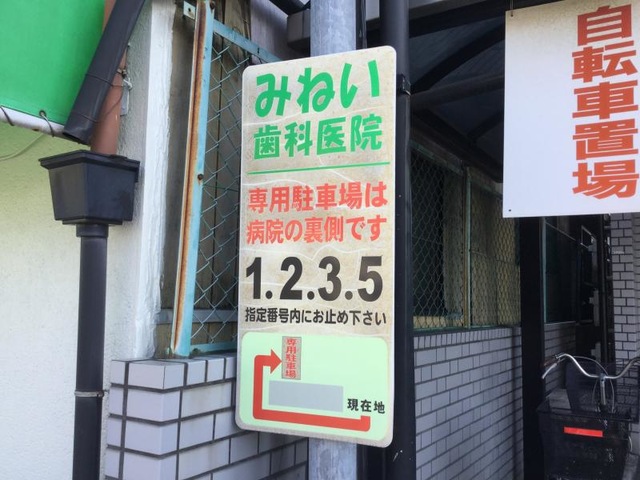 みねい
歯科医院
専用駐車場は
病院の裏側です
1.2.3.5
指定番号内にお止め下さい
専用駐車場
現在地
自転車置場